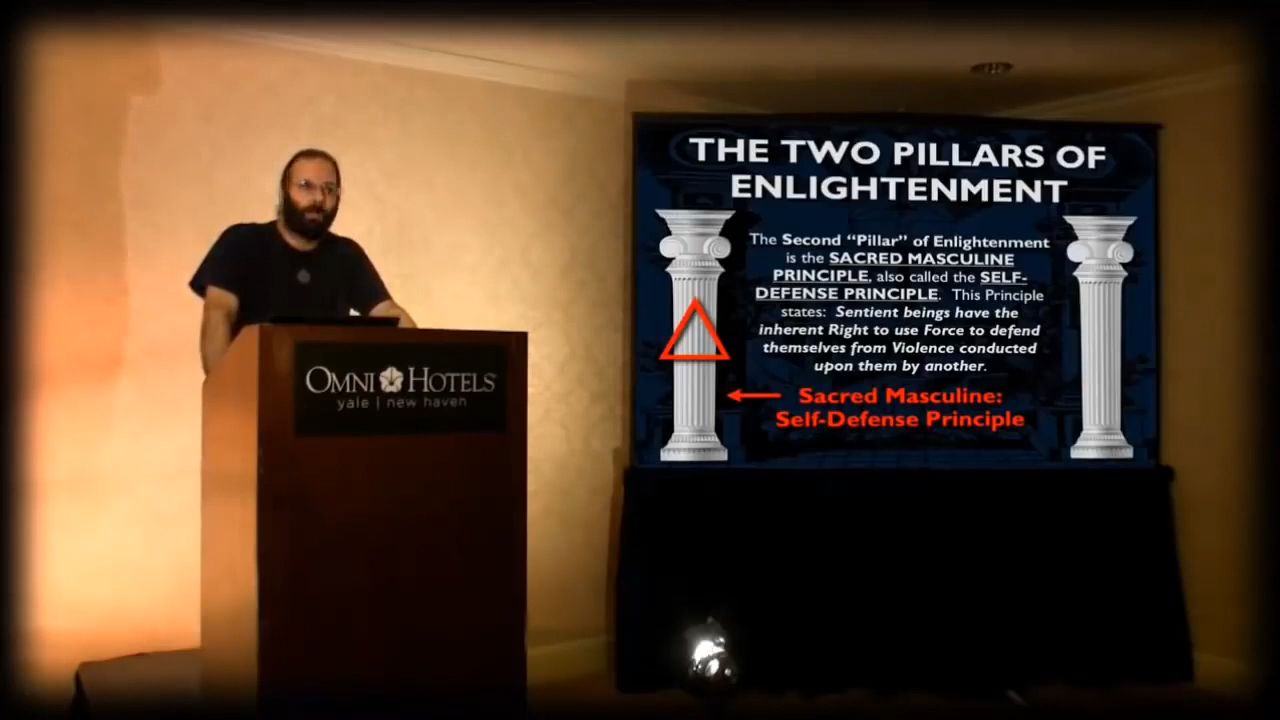 THE TWO PILLARS OF
ENLIGHTENMENT
The Second “Pillar” of Enlightenment
is the SACRED MASCULINE
PRINCIPLE, also called the SELF-
DEFENSE PRINCIPLE. This Principle
states: Sentient beings have the
inherent Right to use Force to defend
themselves from Violence conducted
upon them by another.
Sacred Masculine:
Self-Defense Principle
OMNI HOTELS
yale | new haven